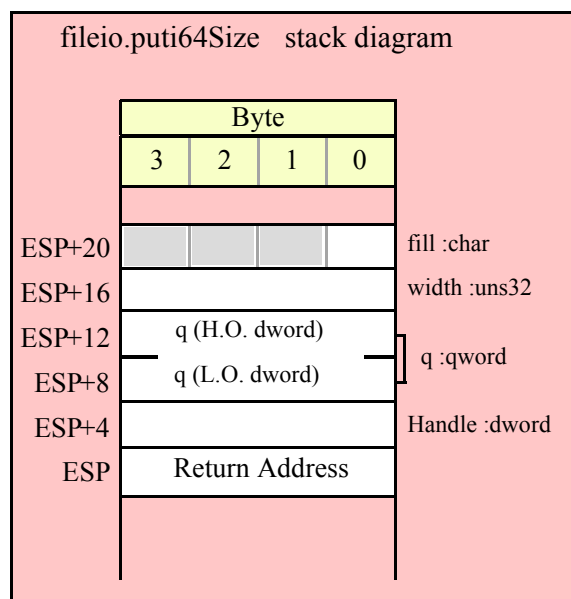 fileio.puti64Size stack diagram
Byte
3 2 1 0
ESP+20 fill :char
ESP+16 width :uns32
ESP+12 q (H.O. dword)
q :qword
ESP+8 q (L.O. dword)
ESP+4 Handle :dword
ESP Return Address